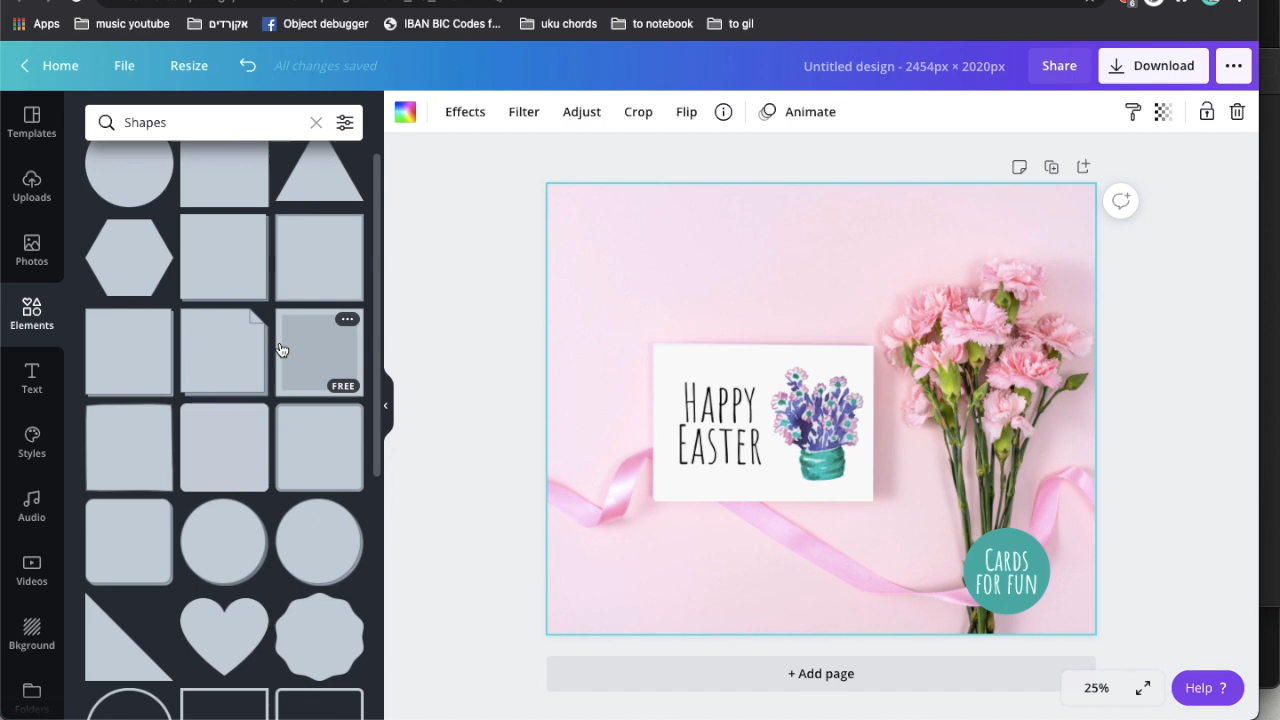 Apps music youtube אקורדים Object debugger IBAN BIC Codes f... uku chords to notebook to gil
Home File Resize All changes saved Untitled design - 2454px × 2020px Share Download
Shapes
Effects Filter Adjust Crop Flip Animate
Templates
Uploads
Photos
Elements
Text
Styles
Audio
Videos
Bkground
Folders
FREE
HAPPY
EASTER
CARDS
FOR FUN
+ Add page
25%
Help ?